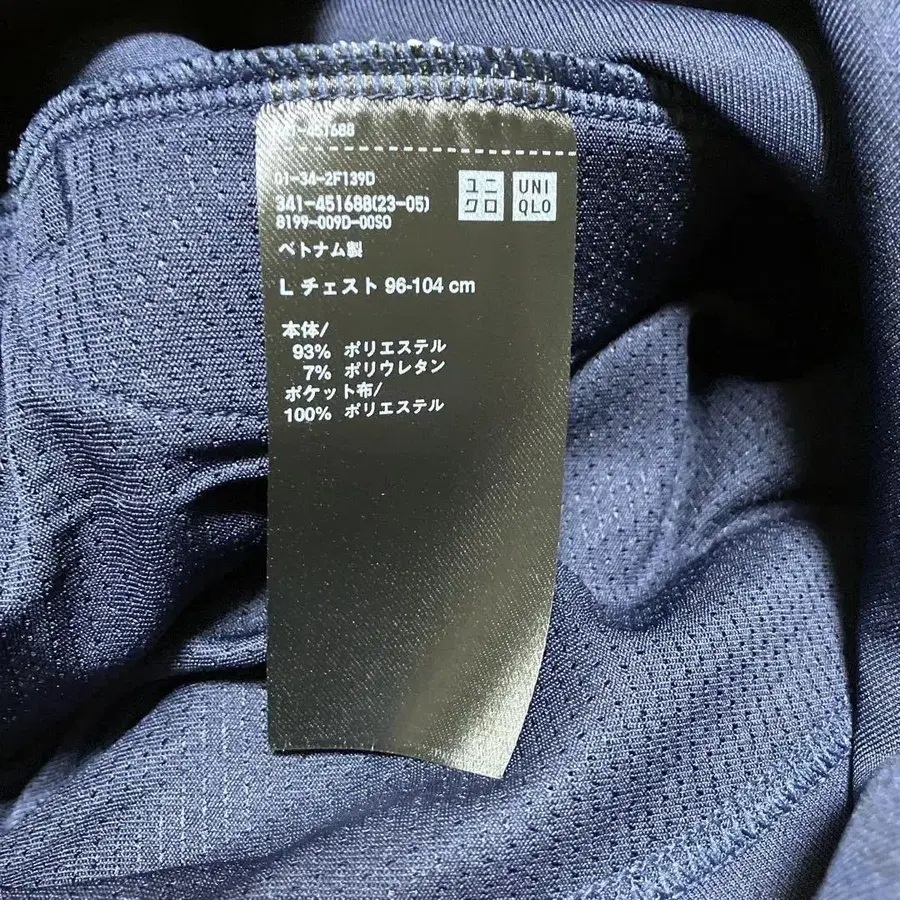 341-451688
01-34-2F139D
341-451688(23-05)
8199-009D-00SO
ユニ
クロ
UNI
QLO
ベトナム製
L チェスト 96-104 cm
本体/
93% ポリエステル
7% ポリウレタン
ポケット布/
100% ポリエステル